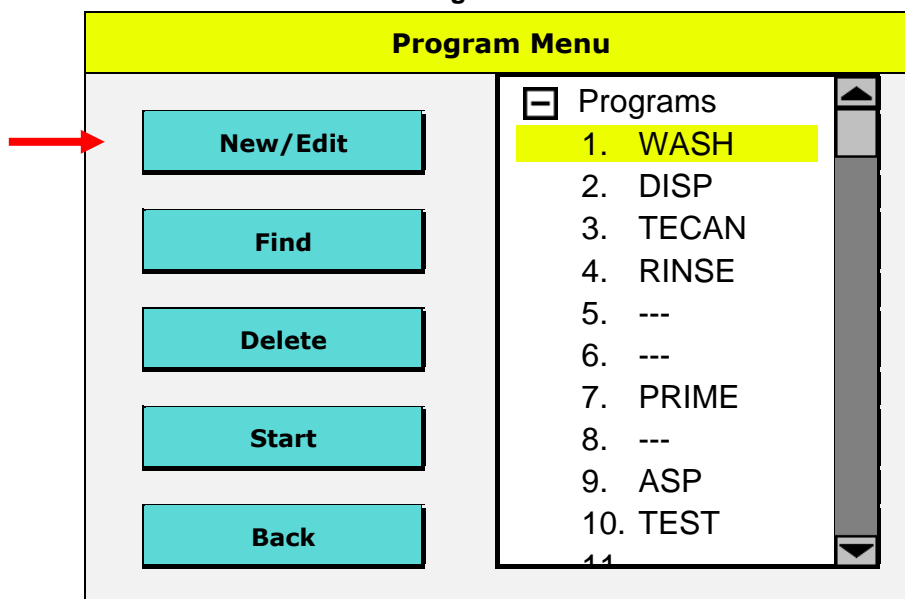 Program Menu
New/Edit
Find
Delete
Start
Back
Programs
1. WASH
2. DISP
3. TECAN
4. RINSE
5. ---
6. ---
7. PRIME
8. ---
9. ASP
10. TEST